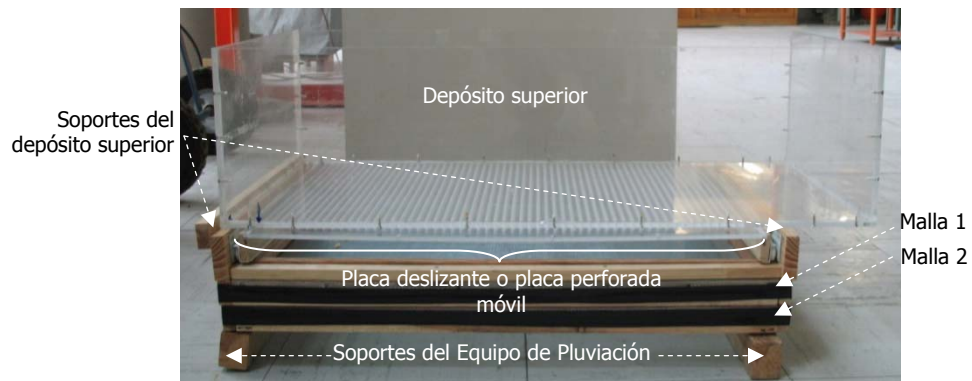 Depósito superior
Soportes del
depósito superior
Malla 1
Malla 2
Placa deslizante o placa perforada
móvil
Soportes del Equipo de Pluviación